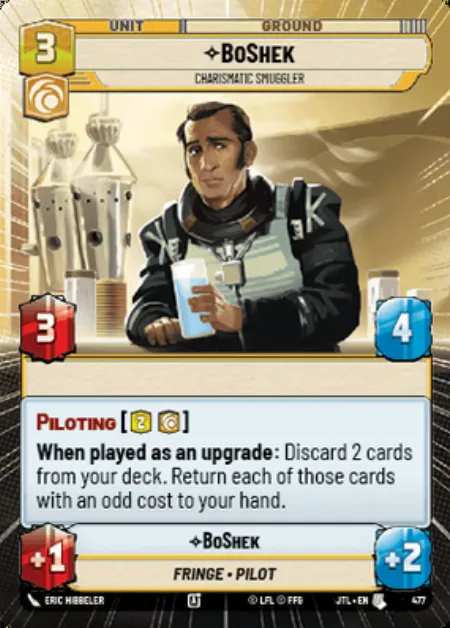 UNIT GROUND
3
✧BOSHEK
CHARISMATIC SMUGGLER
3
4
PILOTING [2 ]
When played as an upgrade: Discard 2 cards
from your deck. Return each of those cards
with an odd cost to your hand.
✧BOSHEK
+1
+2
FRINGE • PILOT
ERIC HIBBELER A © LFL © FFG JTL • EN 477